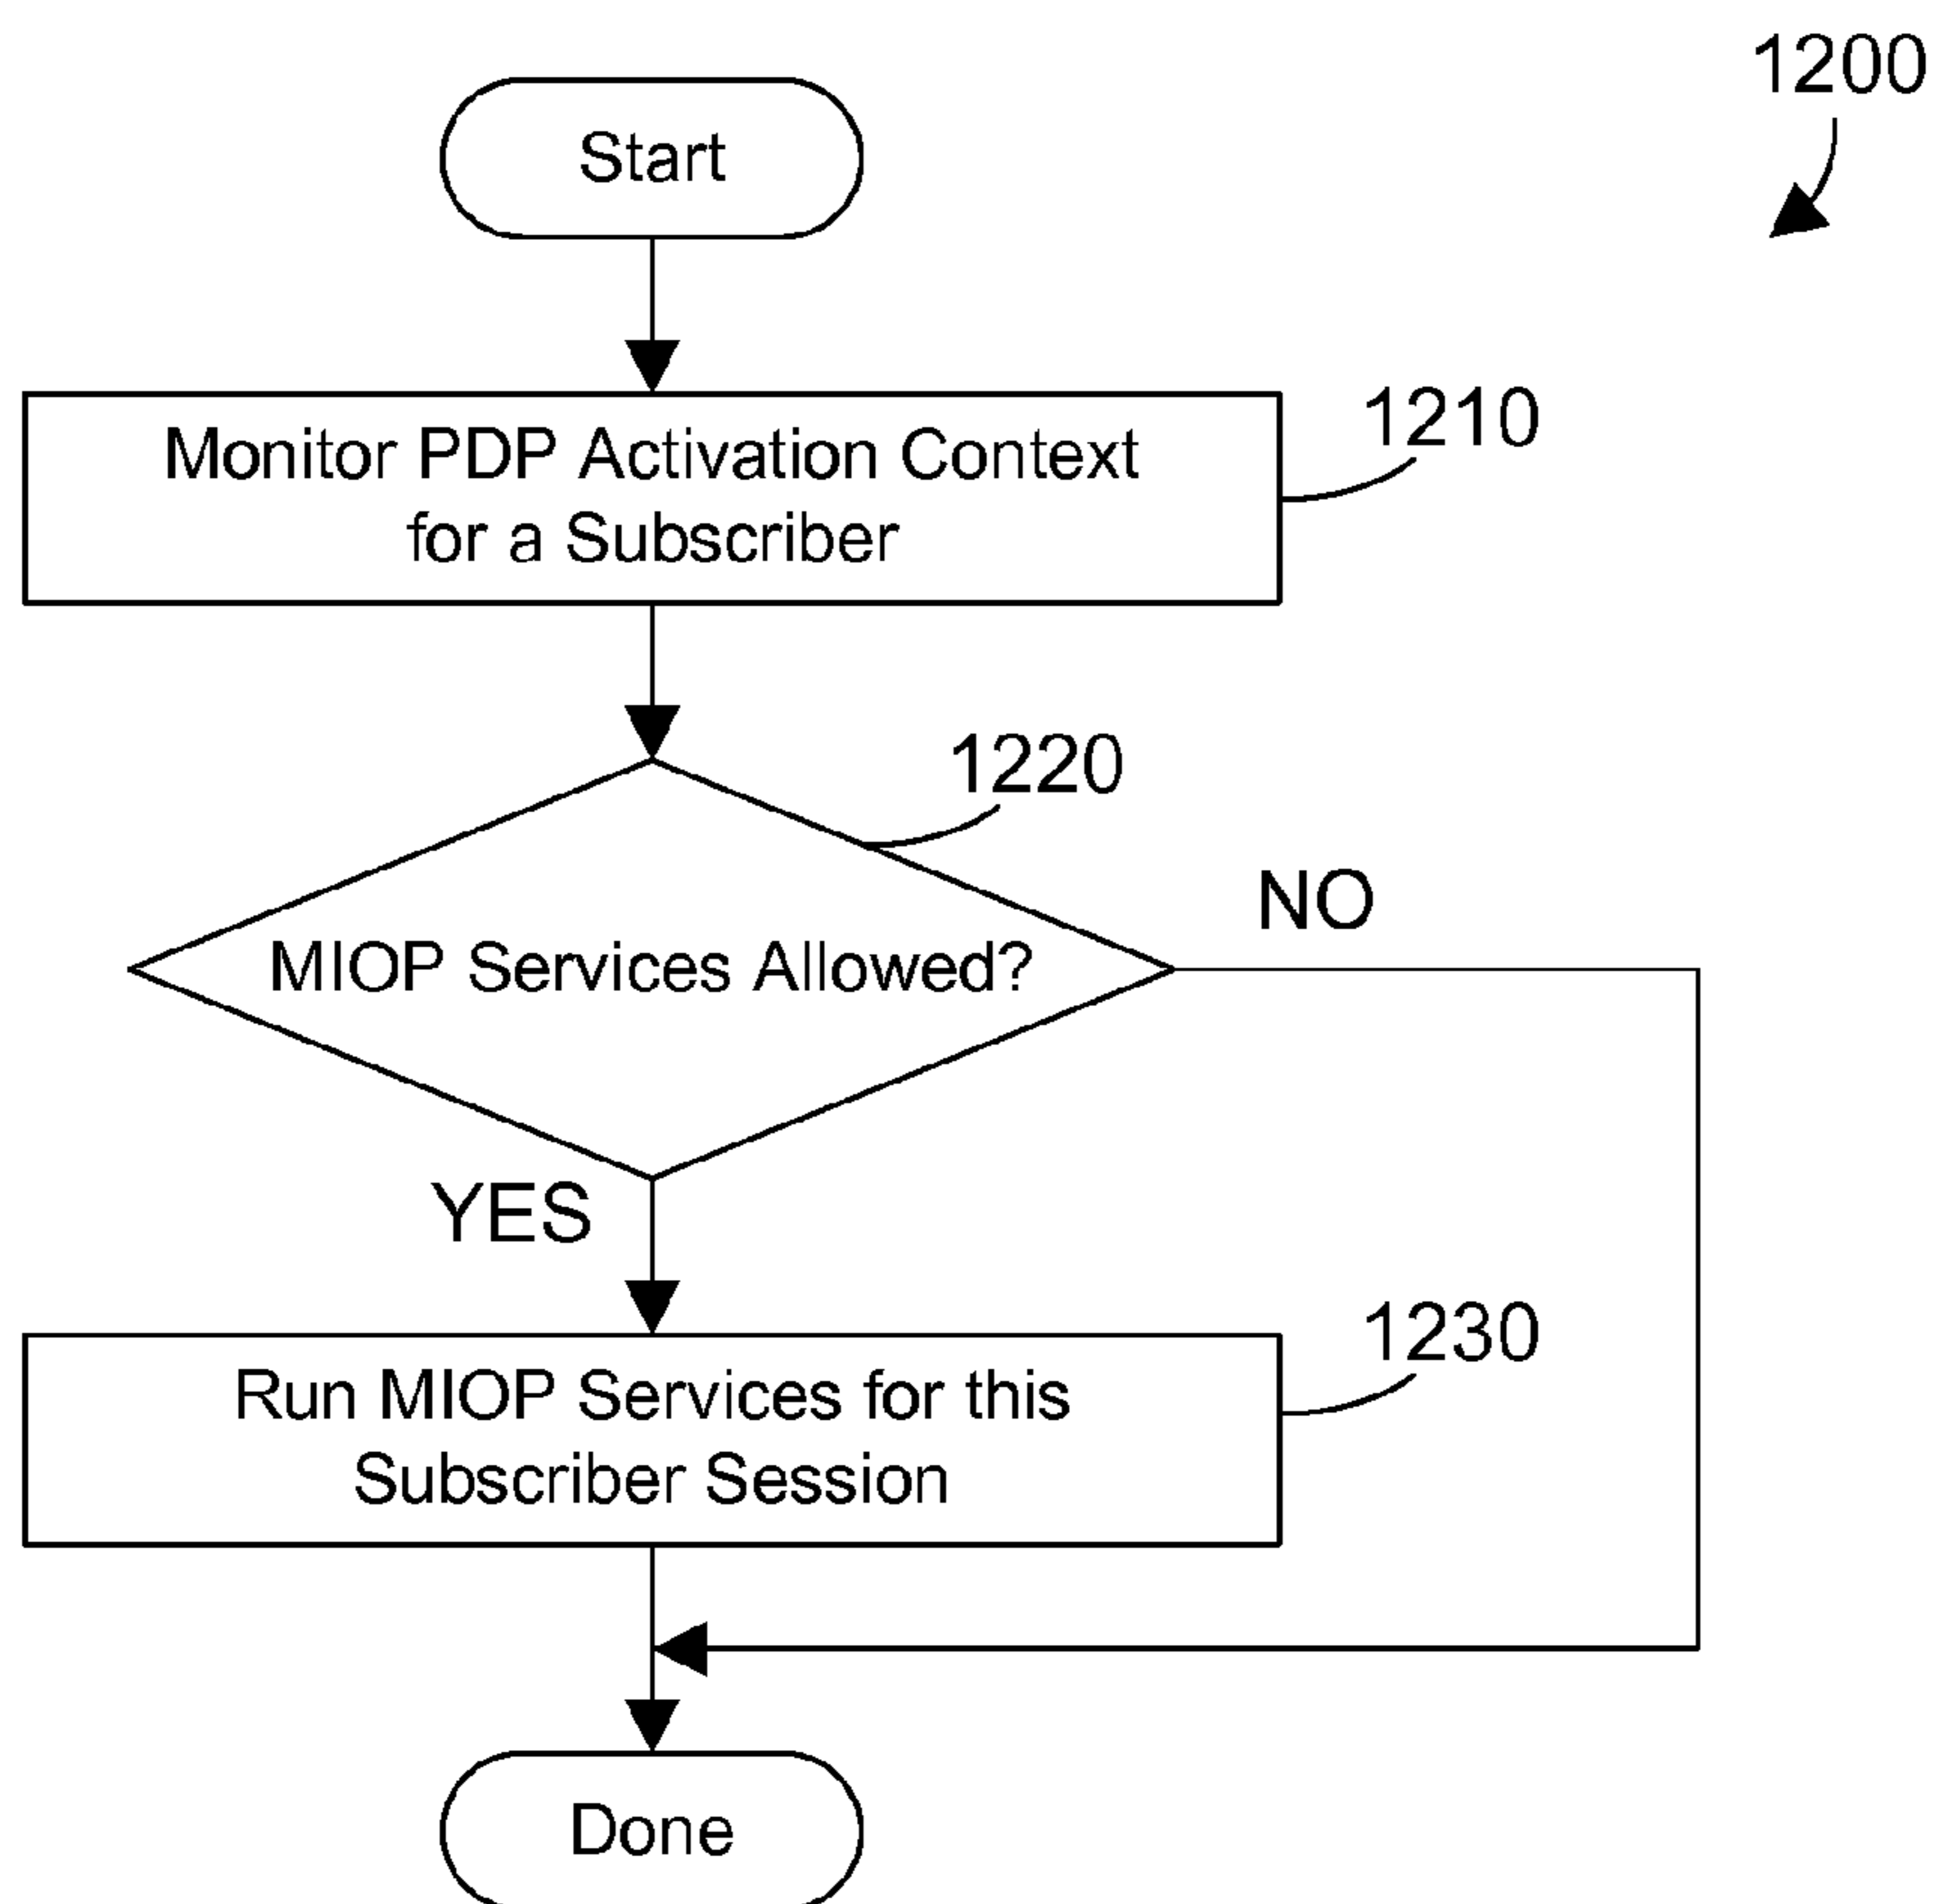 1200
Start
Monitor PDP Activation Context
for a Subscriber
1210
1220
MIOP Services Allowed?
NO
YES
Run MIOP Services for this
Subscriber Session
1230
Done